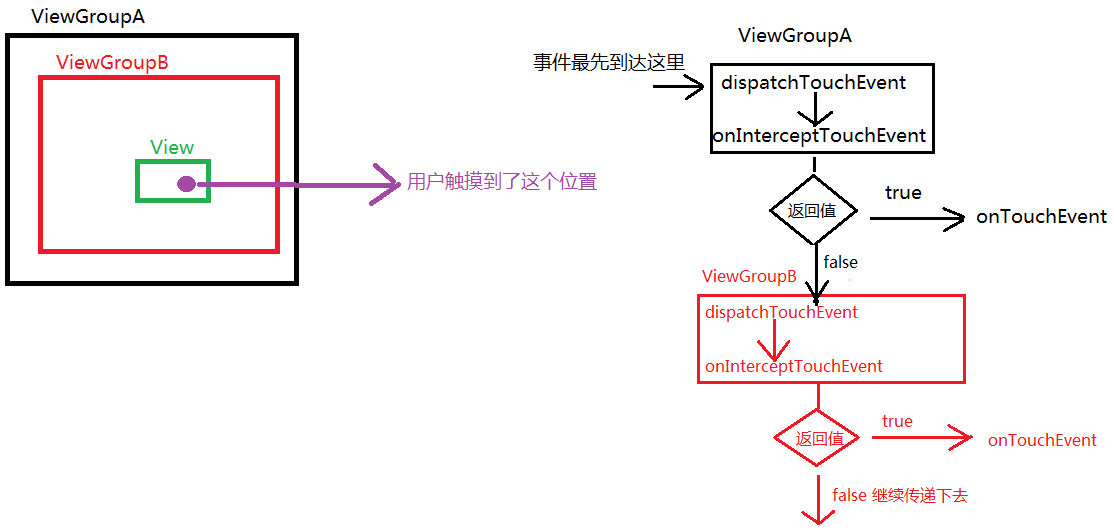 ViewGroupA
ViewGroupB
View
用户触摸到了这个位置
ViewGroupA
事件最先到达这里
dispatchTouchEvent
onInterceptTouchEvent
返回值
true
onTouchEvent
false
ViewGroupB
dispatchTouchEvent
onInterceptTouchEvent
返回值
true
onTouchEvent
false 继续传递下去